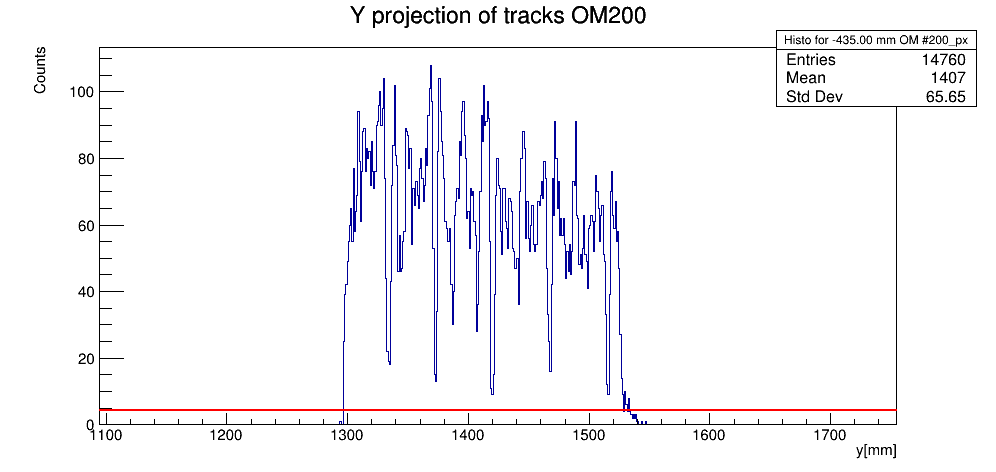 Y projection of tracks OM200
Histo for -435.00 mm OM #200_px
Entries 14760
Mean 1407
Std Dev 65.65
Counts
100
80
60
40
20
0
1100 1200 1300 1400 1500 1600 1700
y[mm]